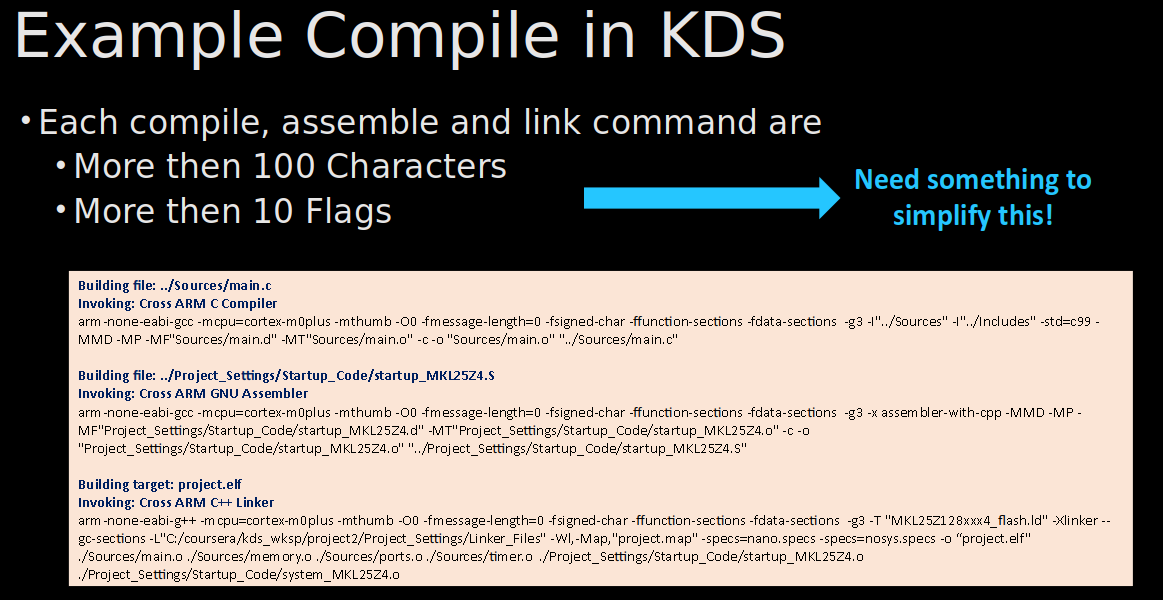 Example Compile in KDS
• Each compile, assemble and link command are
• More then 100 Characters
• More then 10 Flags
Need something to
simplify this!
Building file: ../Sources/main.c
Invoking: Cross ARM C Compiler
arm-none-eabi-gcc -mcpu=cortex-m0plus -mthumb -O0 -fmessage-length=0 -fsigned-char -ffunction-sections -fdata-sections  -g3 -I"../Sources" -I"../Includes" -std=c99 -
MMD -MP -MF"Sources/main.d" -MT"Sources/main.o" -c -o "Sources/main.o" "../Sources/main.c"
Building file: ../Project_Settings/Startup_Code/startup_MKL25Z4.S
Invoking: Cross ARM GNU Assembler
arm-none-eabi-gcc -mcpu=cortex-m0plus -mthumb -O0 -fmessage-length=0 -fsigned-char -ffunction-sections -fdata-sections  -g3 -x assembler-with-cpp -MMD -MP -
MF"Project_Settings/Startup_Code/startup_MKL25Z4.d" -MT"Project_Settings/Startup_Code/startup_MKL25Z4.o" -c -o
"Project_Settings/Startup_Code/startup_MKL25Z4.o" "../Project_Settings/Startup_Code/startup_MKL25Z4.S"
Building target: project.elf
Invoking: Cross ARM C++ Linker
arm-none-eabi-g++ -mcpu=cortex-m0plus -mthumb -O0 -fmessage-length=0 -fsigned-char -ffunction-sections -fdata-sections  -g3 -T "MKL25Z128xxx4_flash.ld" -Xlinker --
gc-sections -L"C:/coursera/kds_wksp/project2/Project_Settings/Linker_Files" -Wl,-Map,"project.map" -specs=nano.specs -specs=nosys.specs -o “project.elf"
./Sources/main.o ./Sources/memory.o ./Sources/ports.o ./Sources/timer.o ./Project_Settings/Startup_Code/startup_MKL25Z4.o
./Project_Settings/Startup_Code/system_MKL25Z4.o